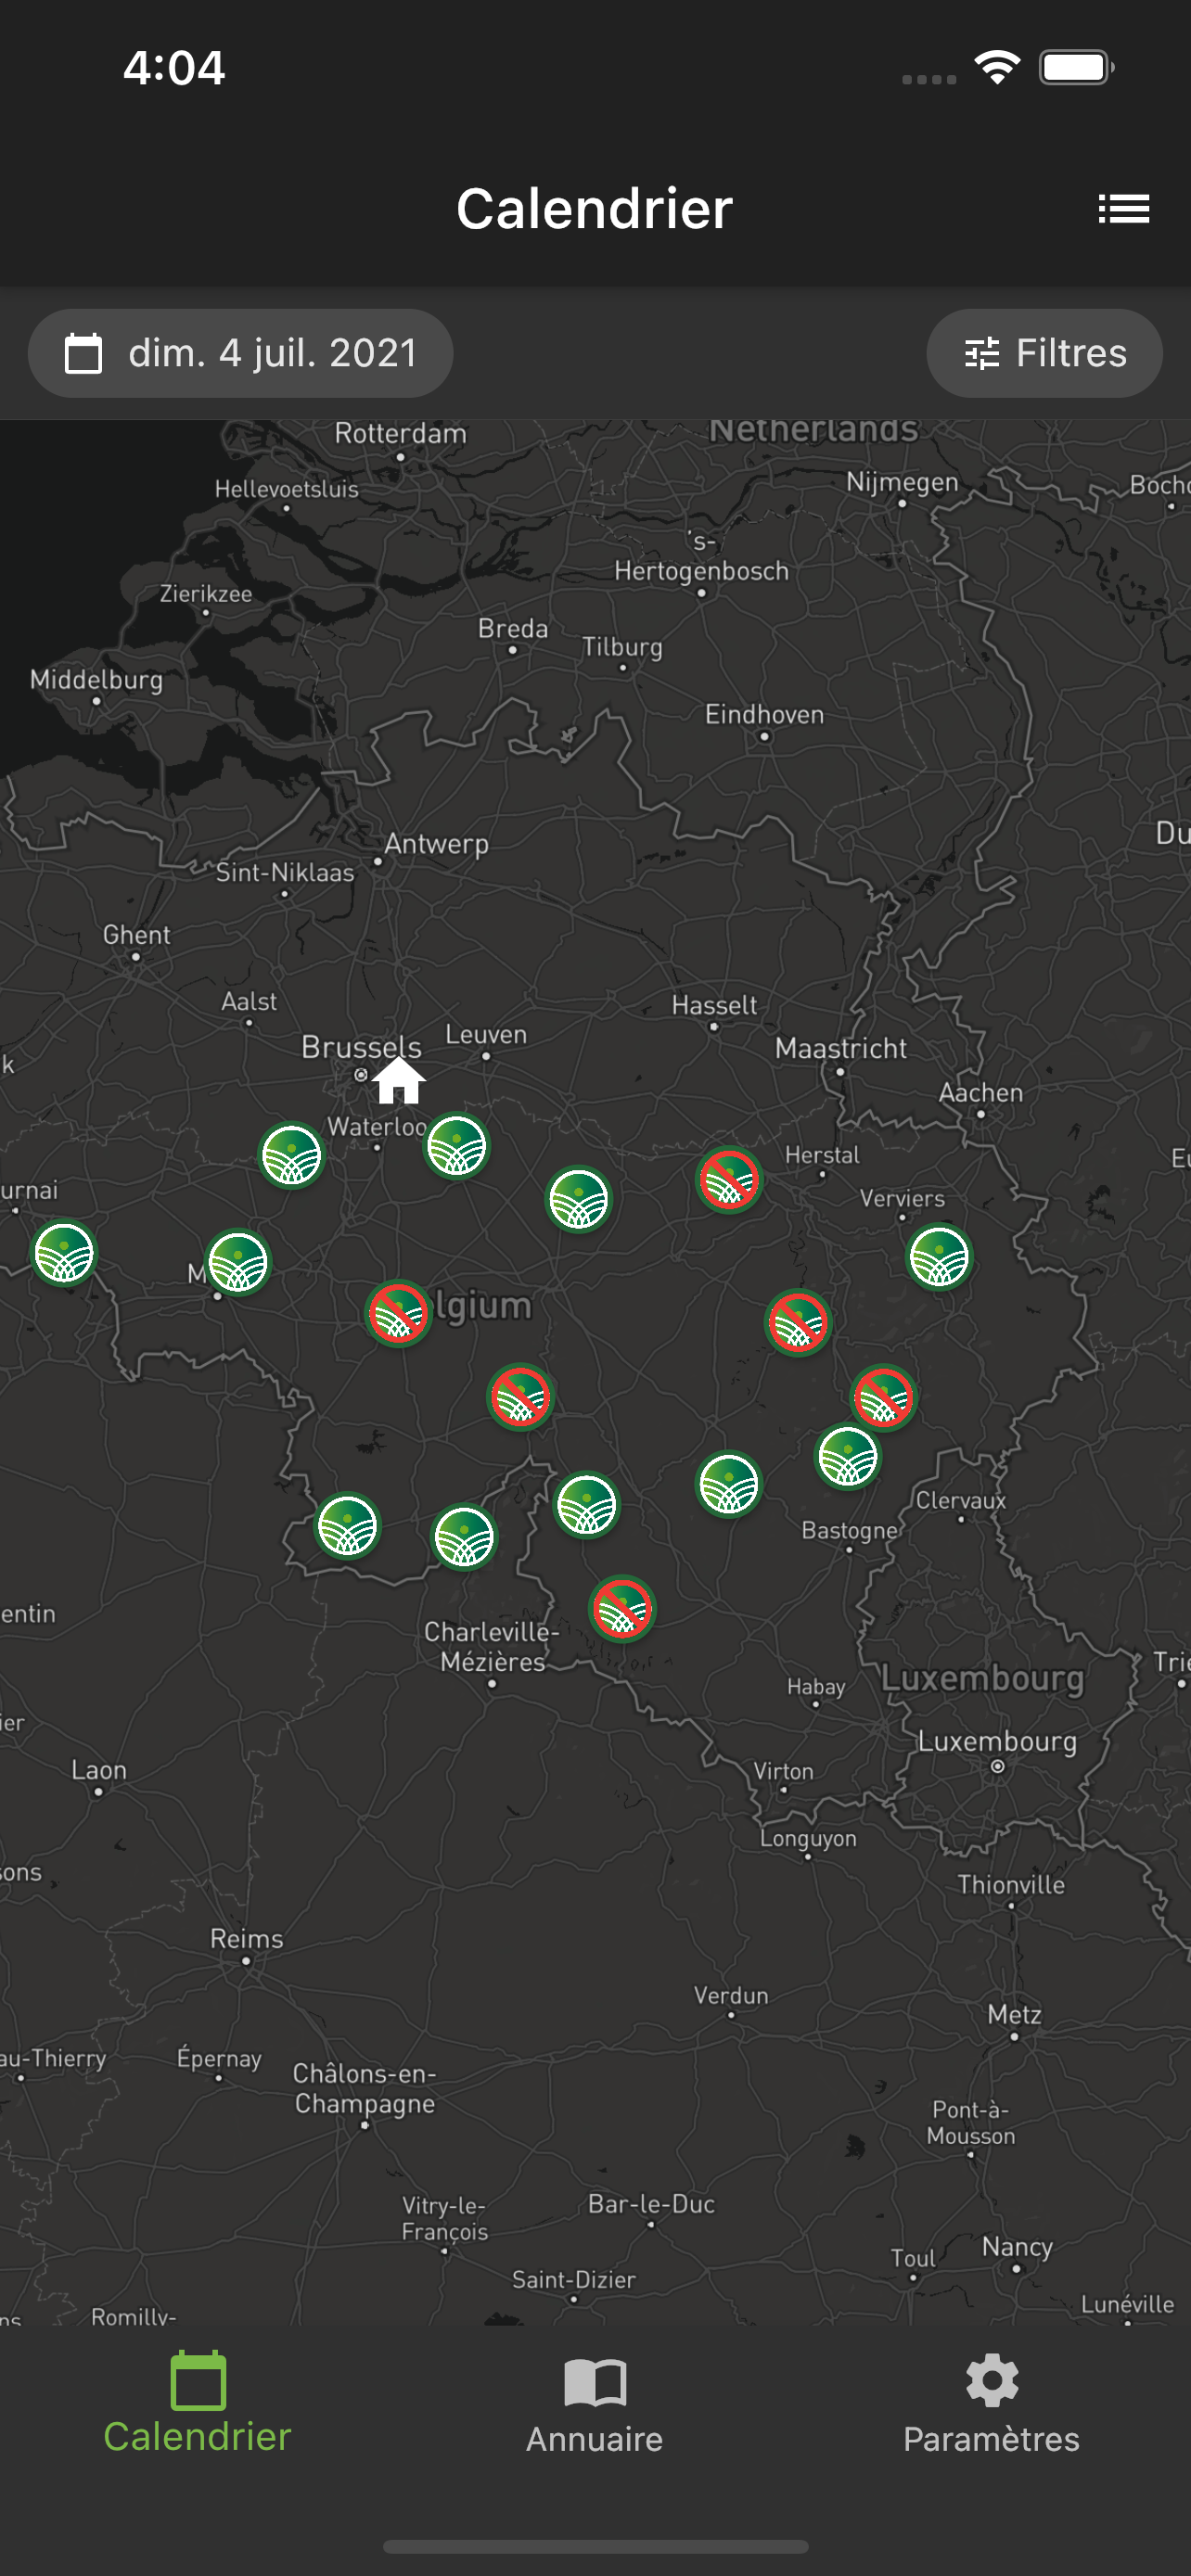 4:04
Calendrier
dim. 4 juil. 2021
Filtres
Rotterdam
Netherlands
Hellevoetsluis
Nijmegen
Boch
's-
Hertogenbosch
Zierikzee
Breda
Tilburg
Middelburg
Eindhoven
Du
Antwerp
Sint-Niklaas
Ghent
Aalst
Hasselt
Brussels
Leuven
Maastricht
k
Aachen
Waterloo
Herstal
Eu
urnai
Verviers
M
lgium
Clervaux
Bastogne
entin
Charleville-
Mézières
Trie
Luxembourg
Habay
ier
Luxembourg
Laon
Virton
Longuyon
sons
Thionville
Reims
Verdun
Metz
au-Thierry
Épernay
Châlons-en-
Champagne
Pont-à-
Mousson
Vitry-le-
François
Bar-le-Duc
Toul
Nancy
Saint-Dizier
Lunéville
ns
Romilly-
Calendrier
Annuaire
Paramètres